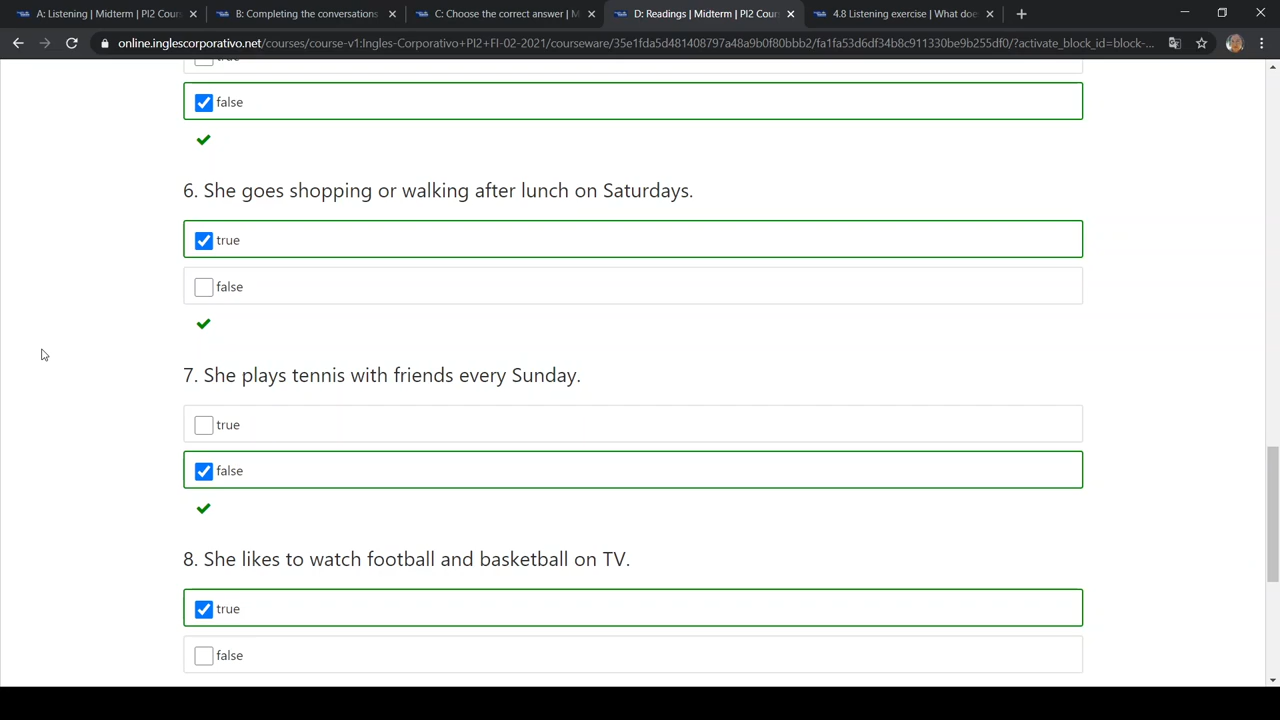 A: Listening | Midterm | PI2 Cour
B: Completing the conversations
C: Choose the correct answer | M
D: Readings | Midterm | PI2 Cour
4.8 Listening exercise | What doe
online.inglescorporativo.net/courses/course-v1:Ingles-Corporativo+PI2+FI-02-2021/courseware/35e1fda5d481408797a48a9b0f80bbb2/fa1fa53d6df34b8c911330be9b255df0/?activate_block_id=block-...
true
false
6. She goes shopping or walking after lunch on Saturdays.
true
false
7. She plays tennis with friends every Sunday.
true
false
8. She likes to watch football and basketball on TV.
true
false